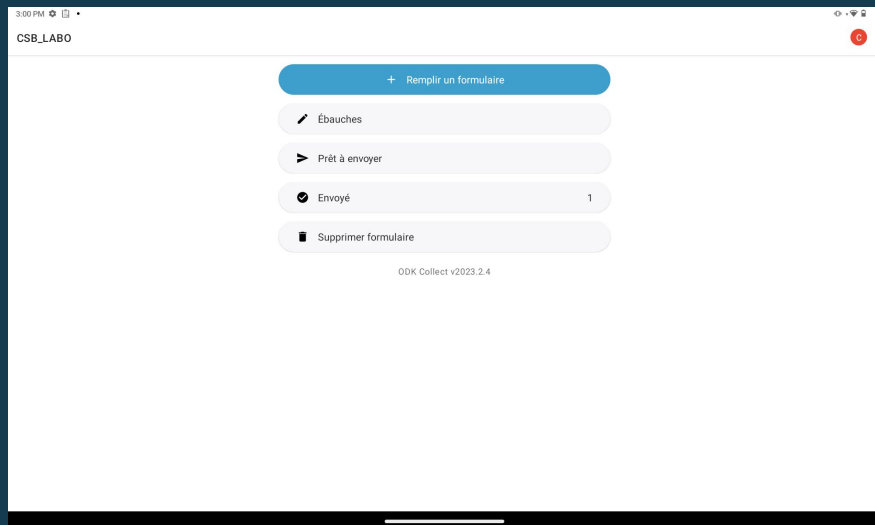 3:00 PM
CSB_LABO
C
+ Remplir un formulaire
Ébauches
Prêt à envoyer
Envoyé 1
Supprimer formulaire
ODK Collect v2023.2.4